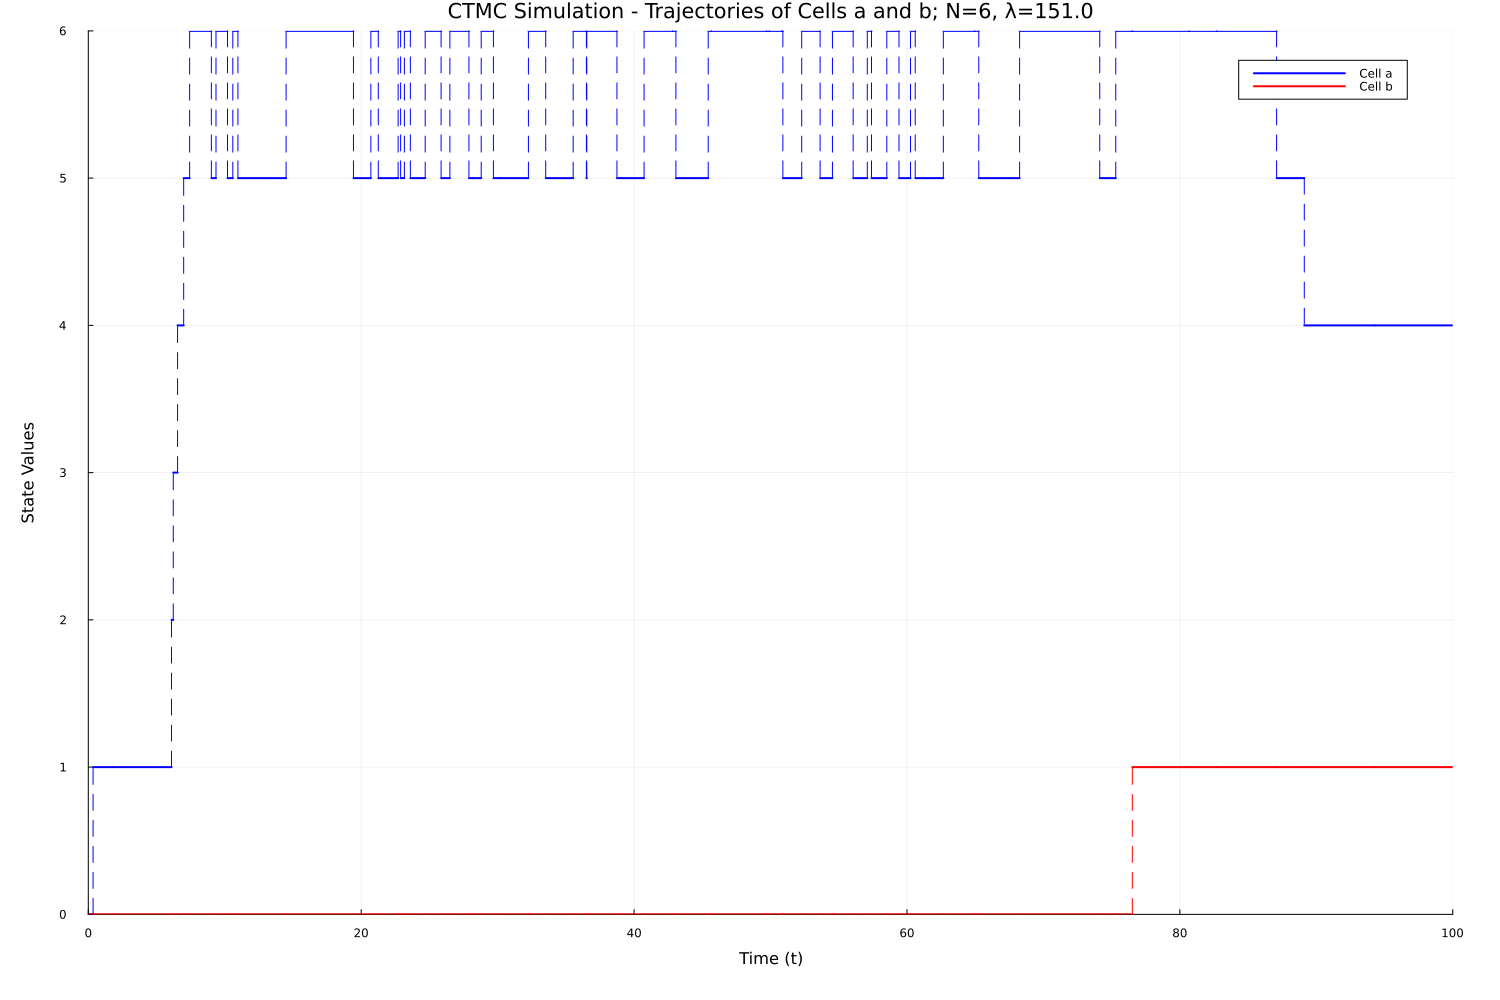 CTMC Simulation - Trajectories of Cells a and b; N=6, λ=151.0
6
5
4
3
2
1
0
State Values
Cell a
Cell b
0 20 40 60 80 100
Time (t)